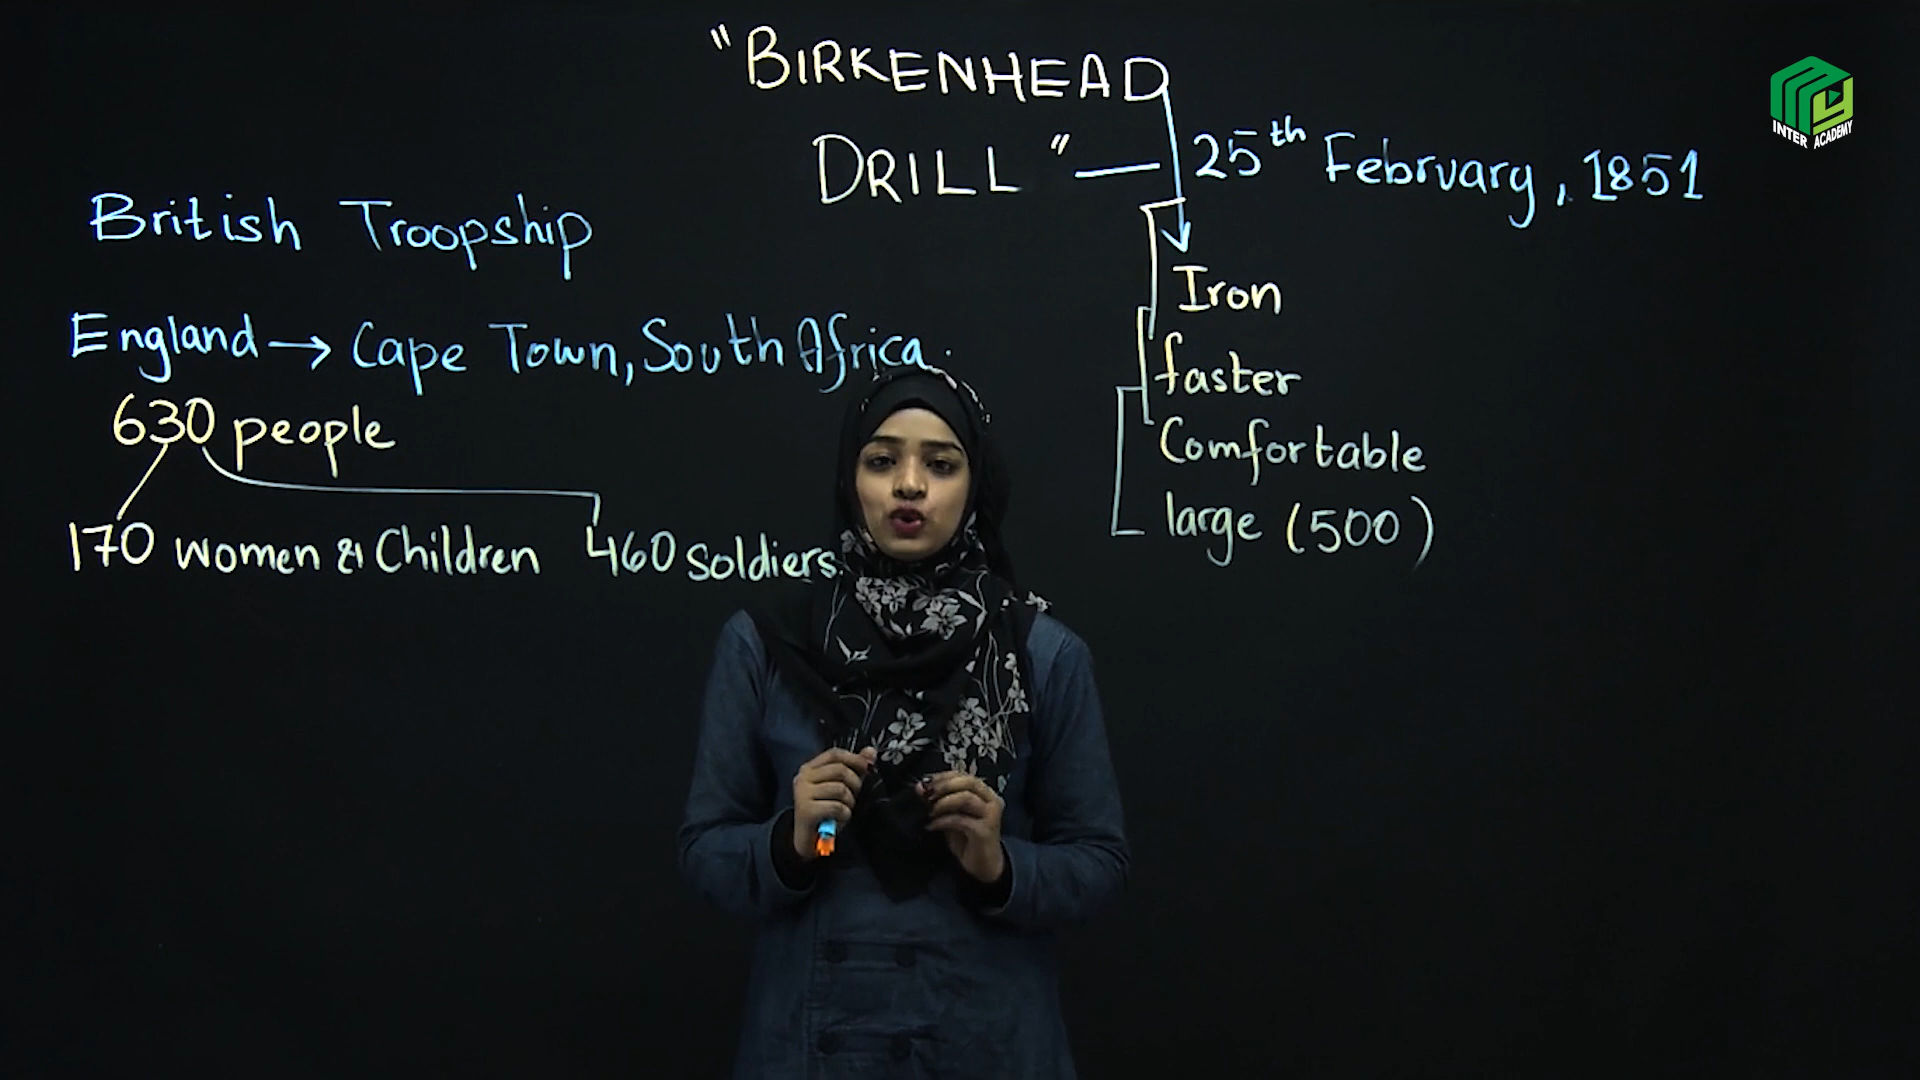 "BIRKENHEAD
DRILL" — 25th February, 1851
British Troopship
England → Cape Town, South Africa.
630 people
170 women & Children 460 soldiers.
Iron
faster
Comfortable
large (500)
INTER ACADEMY